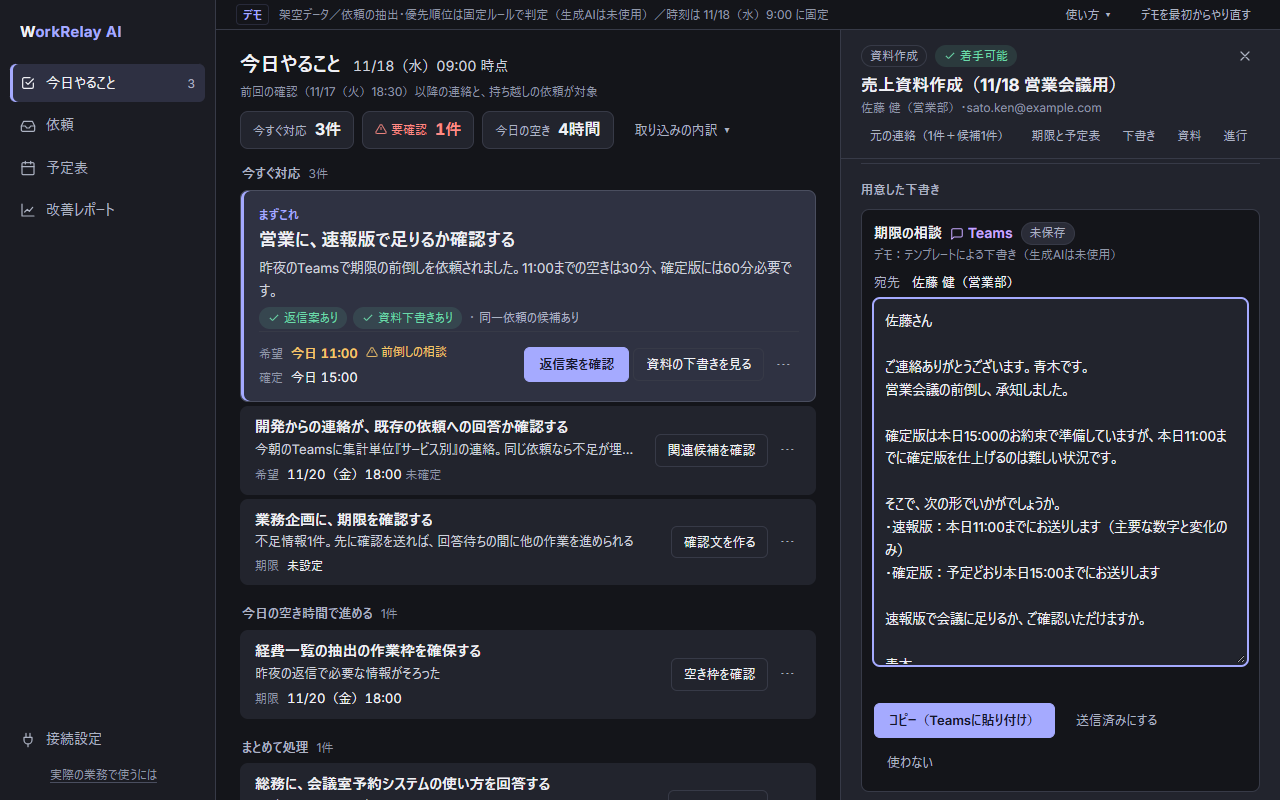 WorkRelay AI
今日やること 3
依頼
予定表
改善レポート
接続設定
実際の業務で使うには
デモ 架空データ／依頼の抽出・優先順位は固定ルールで判定（生成AIは未使用）／時刻は 11/18（水）9:00 に固定
使い方 ▼
デモを最初からやり直す
今日やること 11/18（水）09:00 時点
前回の確認（11/17（火）18:30）以降の連絡と、持ち越しの依頼が対象
今すぐ対応 3件
要確認 1件
今日の空き 4時間
取り込みの内訳 ▼
今すぐ対応 3件
まずこれ
営業に、速報版で足りるか確認する
昨夜のTeamsで期限の前倒しを依頼されました。11:00までの空きは30分、確定版には60分必要で
す。
返信案あり
資料下書きあり
・同一依頼の候補あり
希望 今日 11:00 前倒しの相談
確定 今日 15:00
返信案を確認
資料の下書きを見る
…
開発からの連絡が、既存の依頼への回答か確認する
今朝のTeamsに集計単位『サービス別』の連絡。同じ依頼なら不足が埋…
希望 11/20（金）18:00 未確定
関連候補を確認
…
業務企画に、期限を確認する
不足情報1件。先に確認を送れば、回答待ちの間に他の作業を進められる
期限 未設定
確認文を作る
…
今日の空き時間で進める 1件
経費一覧の抽出の作業枠を確保する
昨夜の返信で必要な情報がそろった
期限 11/20（金）18:00
空き枠を確認
…
まとめて処理 1件
総務に、会議室予約システムの使い方を回答する
資料作成
着手可能
売上資料作成（11/18 営業会議用）
佐藤 健（営業部）・sato.ken@example.com
元の連絡（1件＋候補1件）
期限と予定表
下書き
資料
進行
用意した下書き
期限の相談 Teams 未保存
デモ：テンプレートによる下書き（生成AIは未使用）
宛先 佐藤 健（営業部）
佐藤さん
ご連絡ありがとうございます。青木です。
営業会議の前倒し、承知しました。
確定版は本日15:00のお約束で準備していますが、本日11:00ま
でに確定版を仕上げるのは難しい状況です。
そこで、次の形でいかがでしょうか。
・速報版：本日11:00までにお送りします（主要な数字と変化の
み）
・確定版：予定どおり本日15:00までにお送りします
速報版で会議に足りるか、ご確認いただけますか。
青木
コピー（Teamsに貼り付け）
送信済みにする
使わない